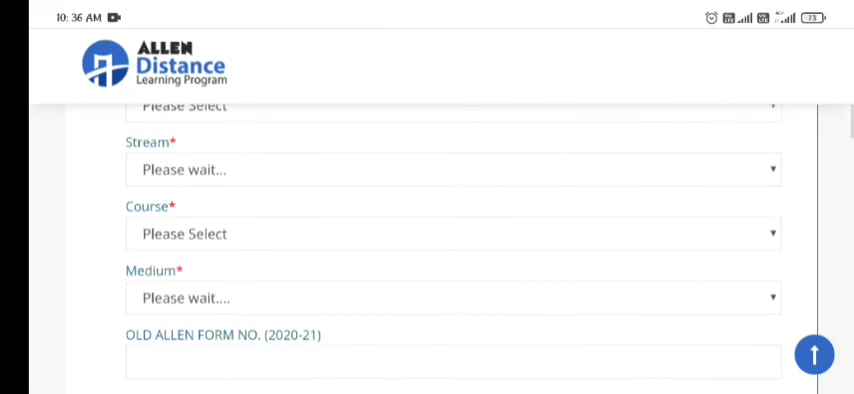 10: 36 AM
73
ALLEN
Distance
Learning Program
Please Select
Stream*
Please wait...
Course*
Please Select
Medium*
Please wait....
OLD ALLEN FORM NO. (2020-21)